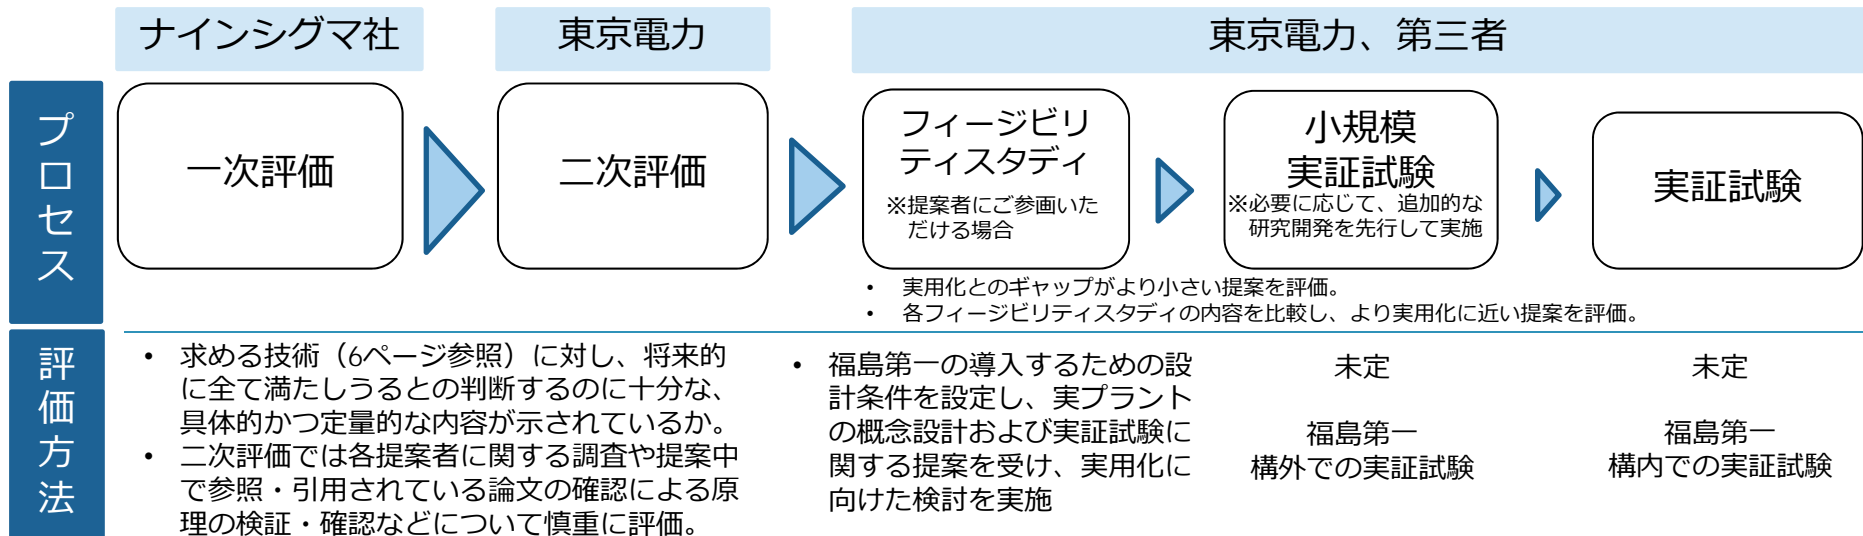 ナインシグマ社
東京電力
東京電力、第三者
プロセス
一次評価
二次評価
フィージビリ
ティスタディ
※提案者にご参画いた
だける場合
小規模
実証試験
※必要に応じて、追加的な
研究開発を先行して実施
実証試験
• 実用化とのギャップがより小さい提案を評価。
• 各フィージビリティスタディの内容を比較し、より実用化に近い提案を評価。
評価方法
• 求める技術（6ページ参照）に対し、将来的
に全て満たしうるとの判断するのに十分な、
具体的かつ定量的な内容が示されているか。
• 二次評価では各提案者に関する調査や提案中
で参照・引用されている論文の確認による原
理の検証・確認などについて慎重に評価。
• 福島第一の導入するための設
計条件を設定し、実プラント
の概念設計および実証試験に
関する提案を受け、実用化に
向けた検討を実施
未定
福島第一
構外での実証試験
未定
福島第一
構内での実証試験